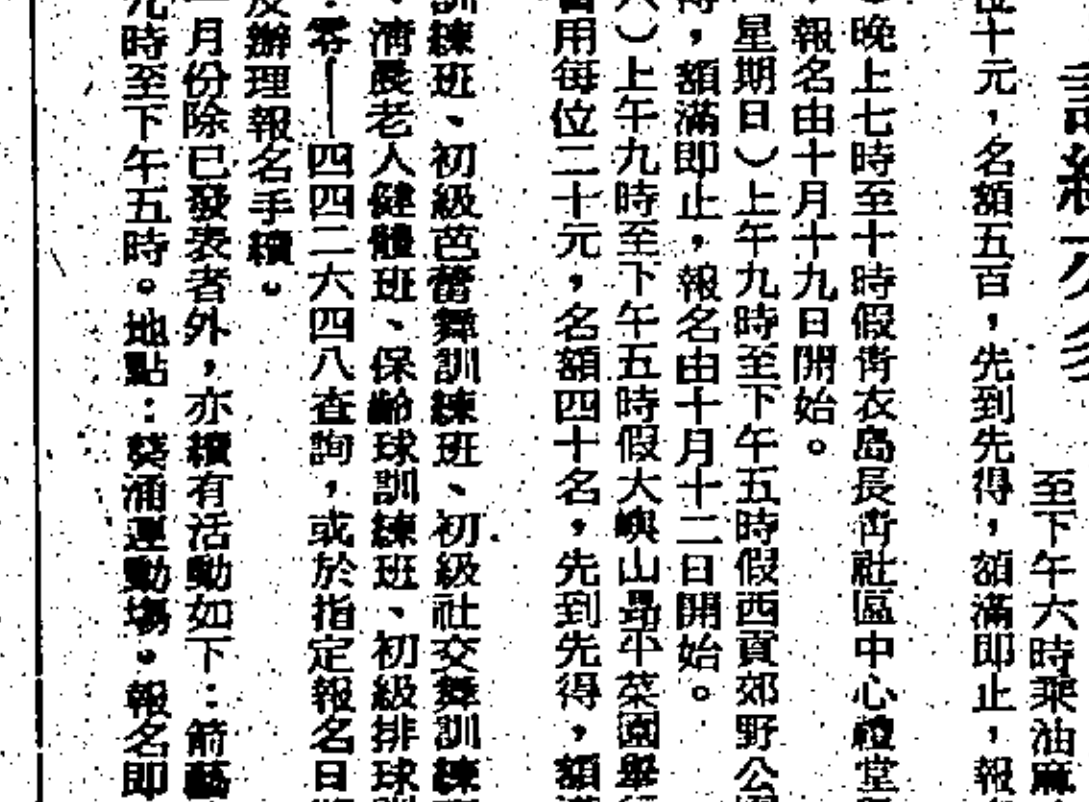 至下午六時乘油麻
位十元，名額五百，先到先得，額滿即止，報
晚上七時至十時假青衣島長青社區中心禮堂
，報名由十月十九日開始。
星期日）上午九時至下午五時假西貢郊野公
得，額滿即止，報名由十月十二日開始。
六）上午九時至下午五時假大嶼山昂平菜園舉
用每位二十元，名額四十名，先到先得，額滿
訓練班、初級芭蕾舞訓練班、初級社交舞訓練
、濟晨老人健體班、保齡球訓練班、初級排球訓
：零——四四二六四四八查詢，或於指定報名日
及辦理報名手續。
月份除已發表者外，亦續有活動如下：箭藝
九時至下午五時。地點：葵涌運動場。報名即